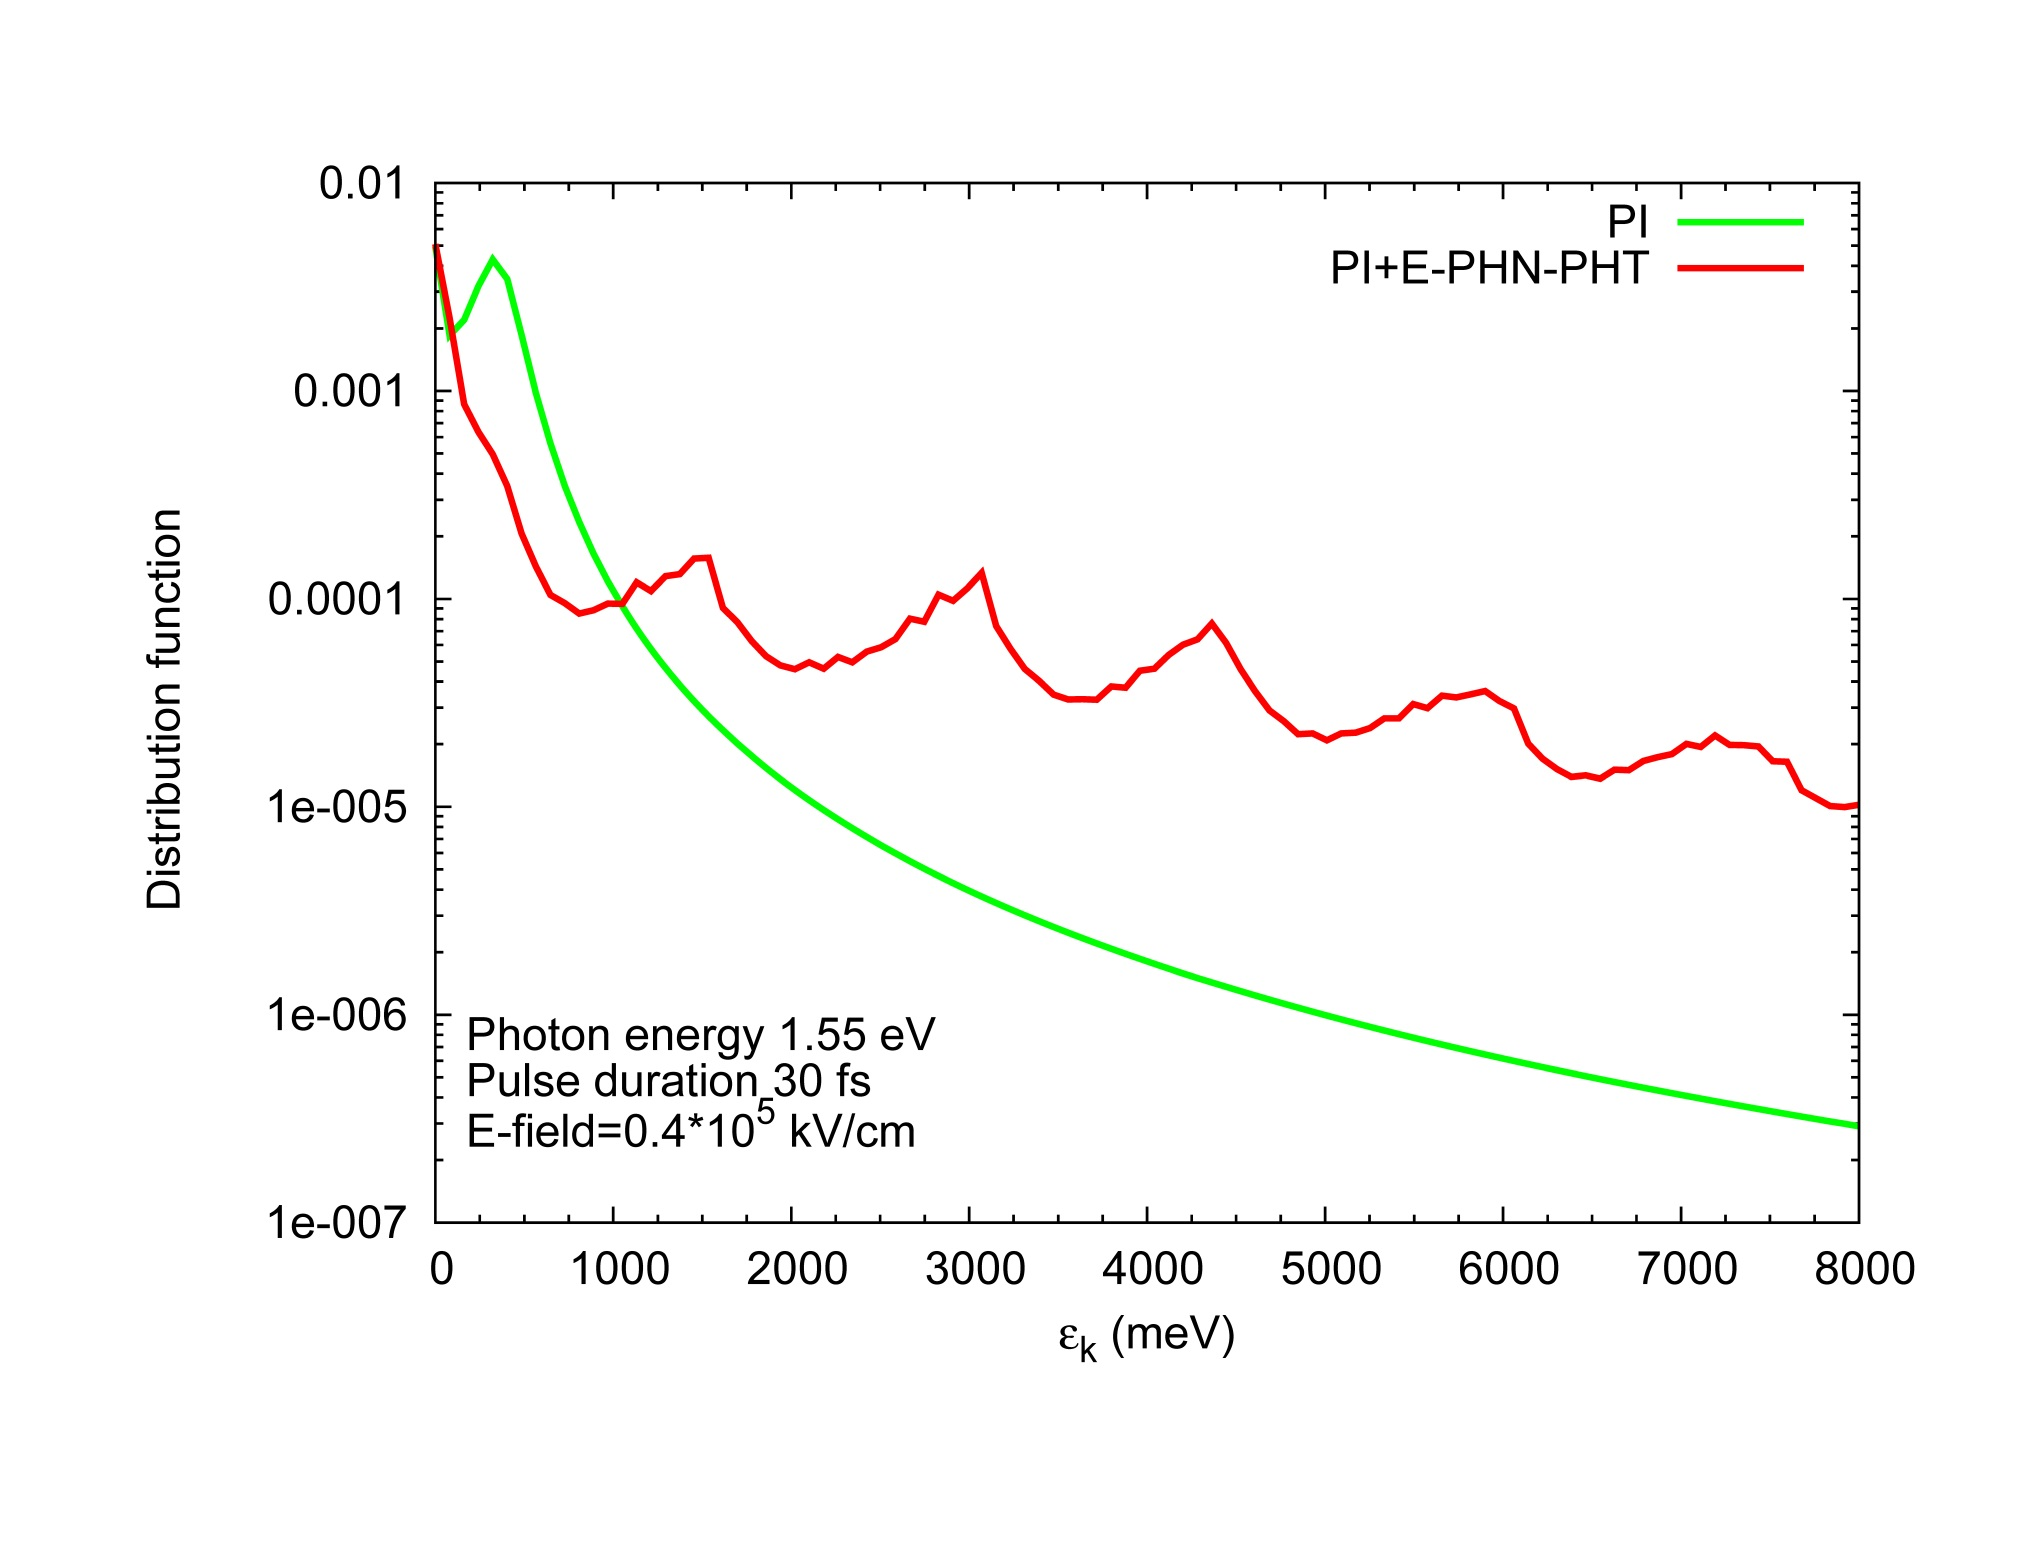 0.01
0.001
0.0001
1e-005
1e-006
1e-007
Distribution function
PI
PI+E-PHN-PHT
Photon energy 1.55 eV
Pulse duration 30 fs
E-field=0.4*10⁵ kV/cm
0 1000 2000 3000 4000 5000 6000 7000 8000
εₖ (meV)